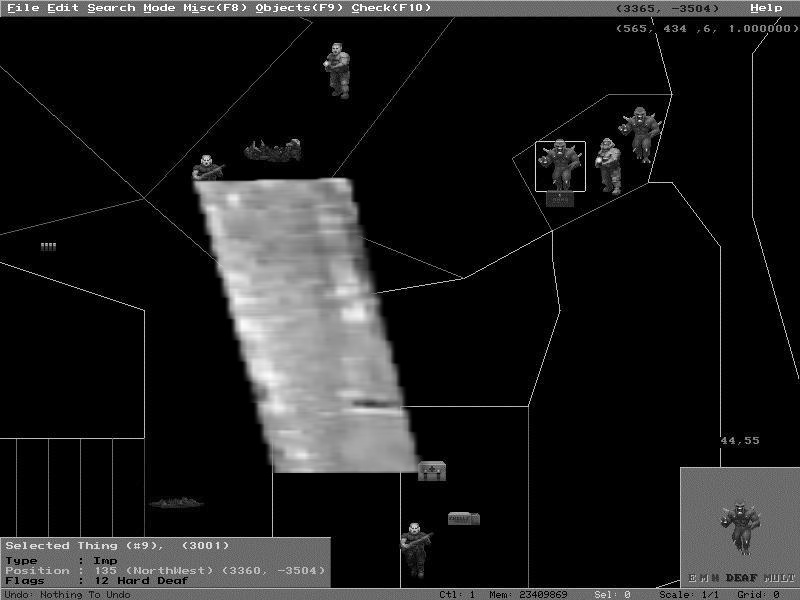 File Edit Search Mode Misc(F8) Objects(F9) Check(F10) (3365, -3504) Help
(565, 434 ,6, 1.000000)
44,55
Selected Thing (#9), (3001)
Type : Imp
Position : 135 (NorthWest) (3360, -3504)
Flags : 12 Hard Deaf
E M H DEAF MULT
Undo: Nothing To Undo Ctl: 1 Mem: 23409869 Sel: 0 Scale: 1/1 Grid: 0